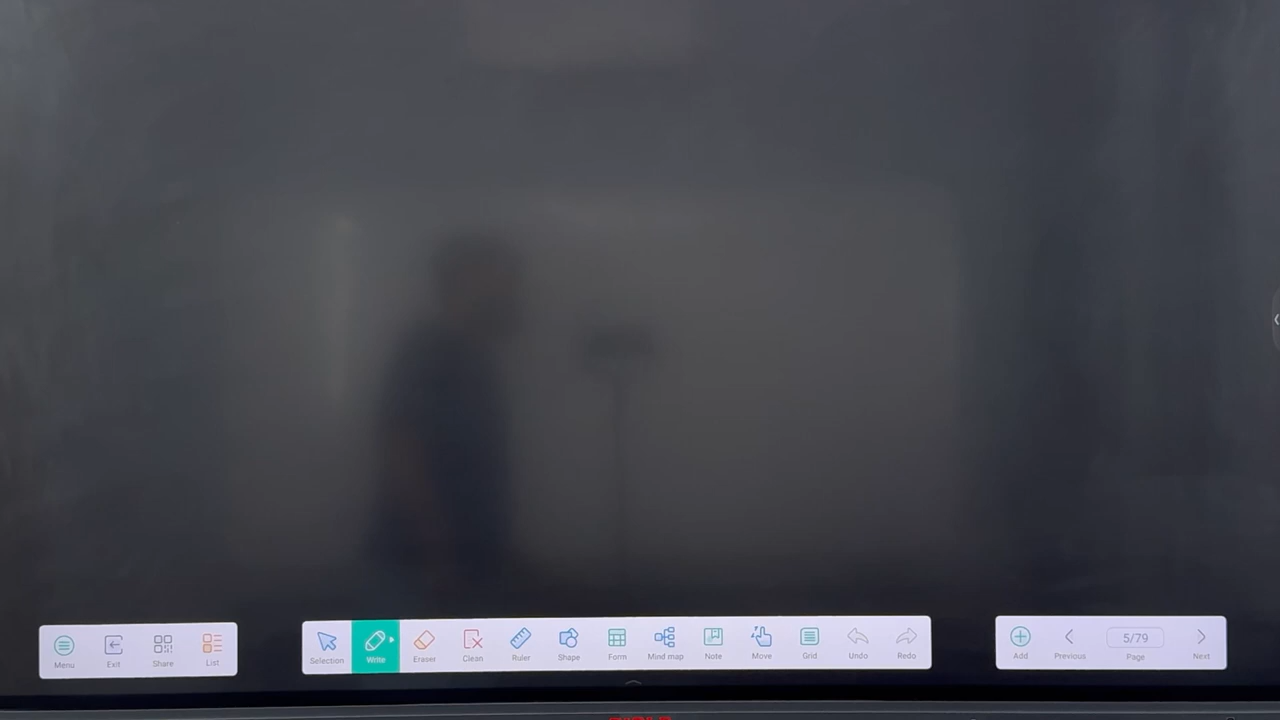 Menu Exit Share List
Selection Write Eraser Clean Ruler Shape Form Mind map Note Move Grid Undo Redo
Add Previous 5/79 Page Next